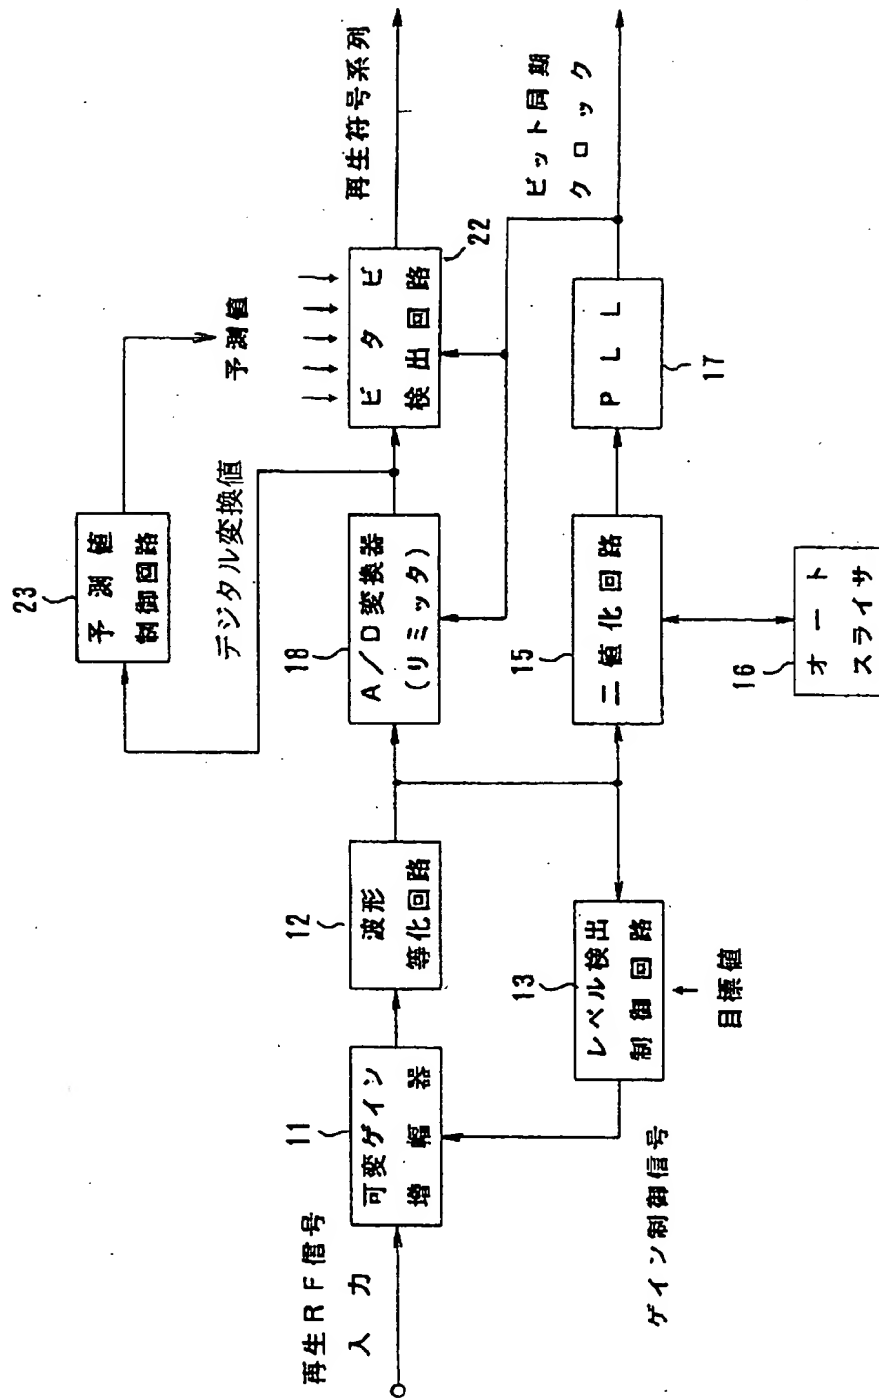 再生RF信号
入力
11
可変ゲイン
増幅器
12
波形
等化回路
13
レベル検出
制御回路
目標値
ゲイン制御信号
18
A/D変換器
(リミッタ)
デジタル変換値
23
予測値
制御回路
予測値
ビタビ
検出回路
22
再生符号系列
15
二値化回路
16
オート
スライサ
PLL
17
ビット同期
クロック